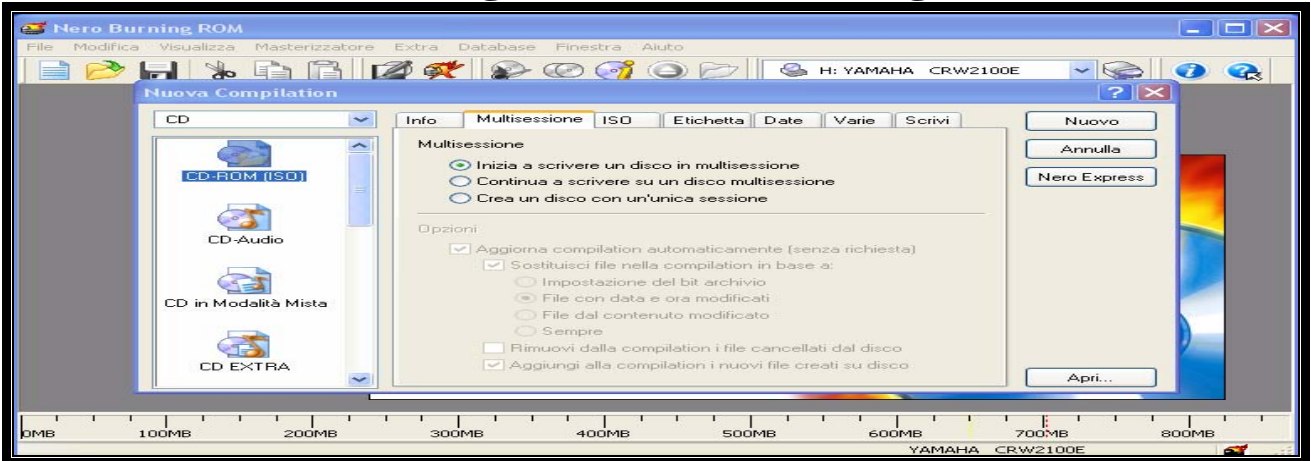 Nero Burning ROM
File Modifica Visualizza Masterizzatore Extra Database Finestra Aiuto
H: YAMAHA CRW2100E
Nuova Compilation
CD
Info Multisessione ISO Etichetta Date Varie Scrivi
Nuovo
Multisessione
Annulla
Inizia a scrivere un disco in multisessione
CD-ROM (ISO)
Nero Express
Continua a scrivere su un disco multisessione
Crea un disco con un'unica sessione
Opzioni
CD-Audio
Aggiorna compilation automaticamente (senza richiesta)
Sostituisci file nella compilation in base a:
Impostazione del bit archivio
CD in Modalità Mista
File con data e ora modificati
File dal contenuto modificato
Sempre
Rimuovi dalla compilation i file cancellati dal disco
CD EXTRA
Aggiungi alla compilation i nuovi file creati su disco
Apri...
0MB 100MB 200MB 300MB 400MB 500MB 600MB 700MB 800MB
YAMAHA CRW2100E